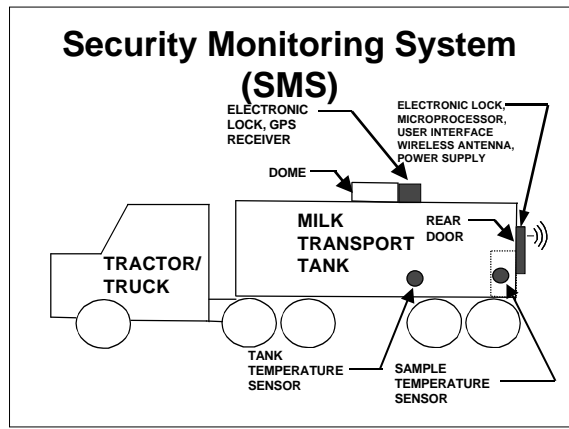 Security Monitoring System
(SMS)
ELECTRONIC
LOCK, GPS
RECEIVER
ELECTRONIC LOCK,
MICROPROCESSOR,
USER INTERFACE
WIRELESS ANTENNA,
POWER SUPPLY
DOME
MILK
TRANSPORT
TANK
REAR
DOOR
TRACTOR/
TRUCK
TANK
TEMPERATURE
SENSOR
SAMPLE
TEMPERATURE
SENSOR